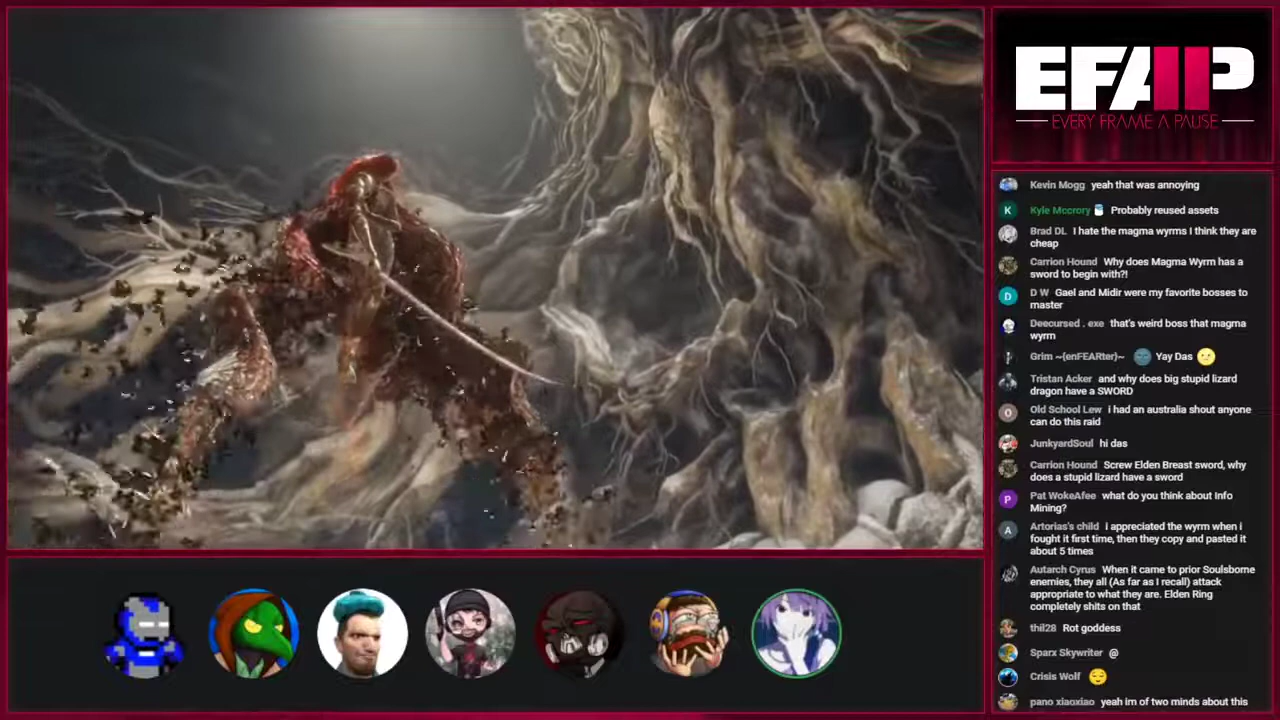 EFAP
EVERY FRAME A PAUSE
Kevin Mogg yeah that was annoying
K Kyle Mccrory Probably reused assets
Brad DL I hate the magma wyrms I think they are
cheap
Carrion Hound Why does Magma Wyrm has a
sword to begin with?!
D D W Gael and Midir were my favorite bosses to
master
Deecursed . exe that's weird boss that magma
wyrm
Grim ~{enFEARter}~ Yay Das
Tristan Acker and why does big stupid lizard
dragon have a SWORD
O Old School Lew i had an australia shout anyone
can do this raid
JunkyardSoul hi das
Carrion Hound Screw Elden Breast sword, why
does a stupid lizard have a sword
P Pat WokeAfee what do you think about Info
Mining?
A Artorias's child i appreciated the wyrm when i
fought it first time, then they copy and pasted it
about 5 times
Autarch Cyrus When it came to prior Soulsborne
enemies, they all (As far as I recall) attack
appropriate to what they are. Elden Ring
completely shits on that
thil28 Rot goddess
Sparx Skywriter @
Crisis Wolf
pano xiaoxiao yeah im of two minds about this